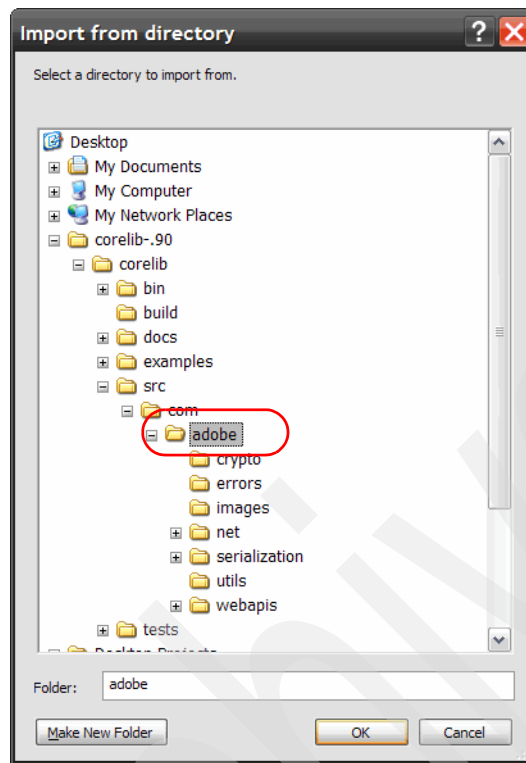 Import from directory
Select a directory to import from.
Desktop
My Documents
My Computer
My Network Places
corelib-.90
corelib
bin
build
docs
examples
src
com
adobe
crypto
errors
images
net
serialization
utils
webapis
tests
Desktop Projects
Folder: adobe
Make New Folder OK Cancel